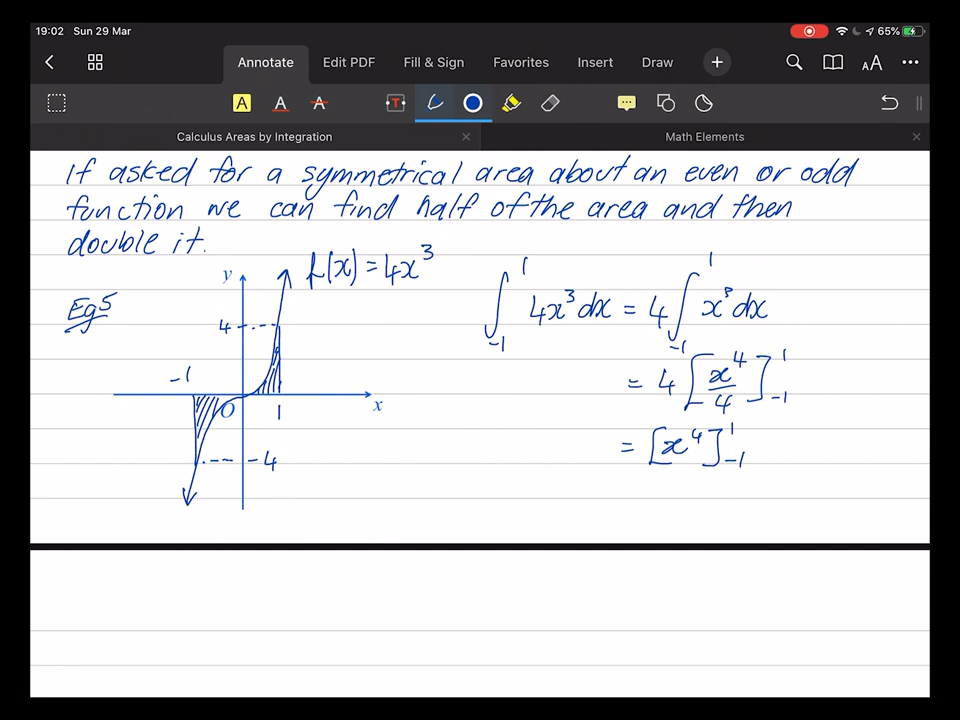 19:02 Sun 29 Mar
65%
Annotate Edit PDF Fill & Sign Favorites Insert Draw
AA
A A A T
Calculus Areas by Integration Math Elements
If asked for a symmetrical area about an even or odd
function we can find half of the area and then
double it.
Eg5
f(x) = 4x³
y
4
-1
O
1
x
-4
∫₋₁¹ 4x³ dx = 4∫₋₁¹ x³ dx
= 4[x⁴/4]₋₁¹
= [x⁴]₋₁¹